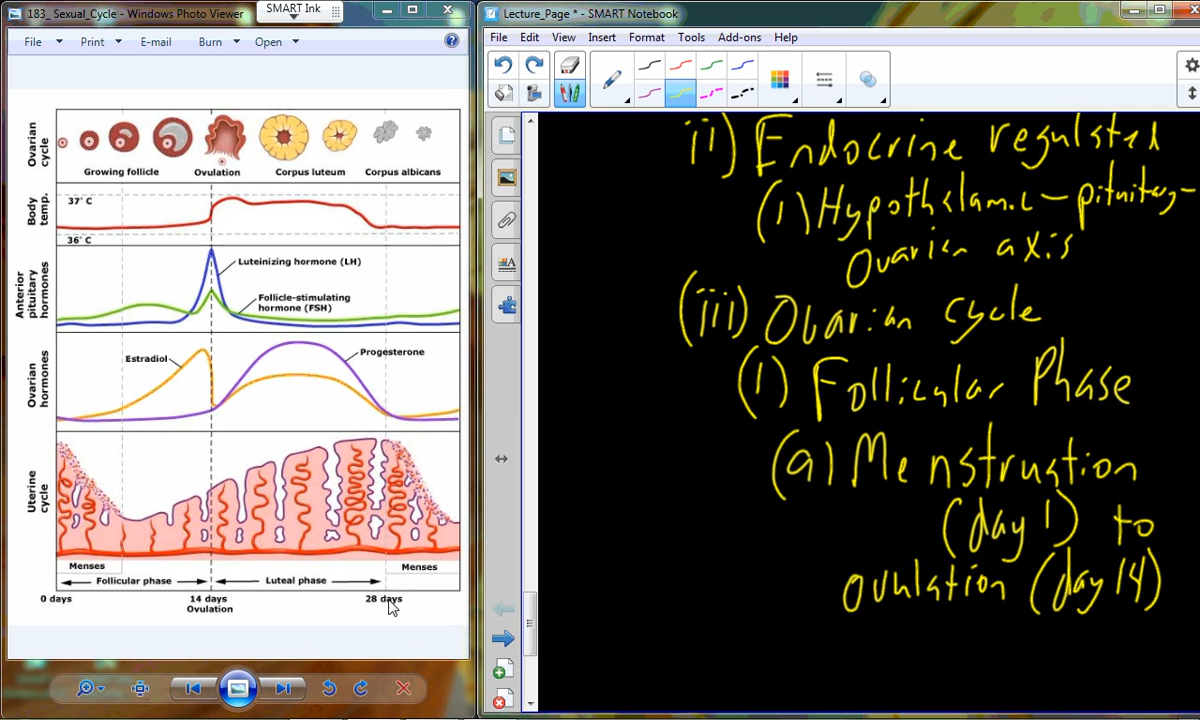 183_Sexual_Cycle - Windows Photo Viewer
SMART Ink
File Print E-mail Burn Open
Ovarian cycle
Growing follicle Ovulation Corpus luteum Corpus albicans
Body temp.
37° C
36° C
Anterior pituitary hormones
Luteinizing hormone (LH)
Follicle-stimulating
hormone (FSH)
Ovarian hormones
Estradiol
Progesterone
Uterine cycle
Menses Menses
Follicular phase Luteal phase
0 days 14 days 28 days
Ovulation
Lecture_Page * - SMART Notebook
File Edit View Insert Format Tools Add-ons Help
ii) Endocrine regulated
(1) Hypothalamic-pituitary-
Ovarian axis
(iii) Ovarian cycle
(1) Follicular Phase
(a) Menstruation
(day 1) to
ovulation (day 14)